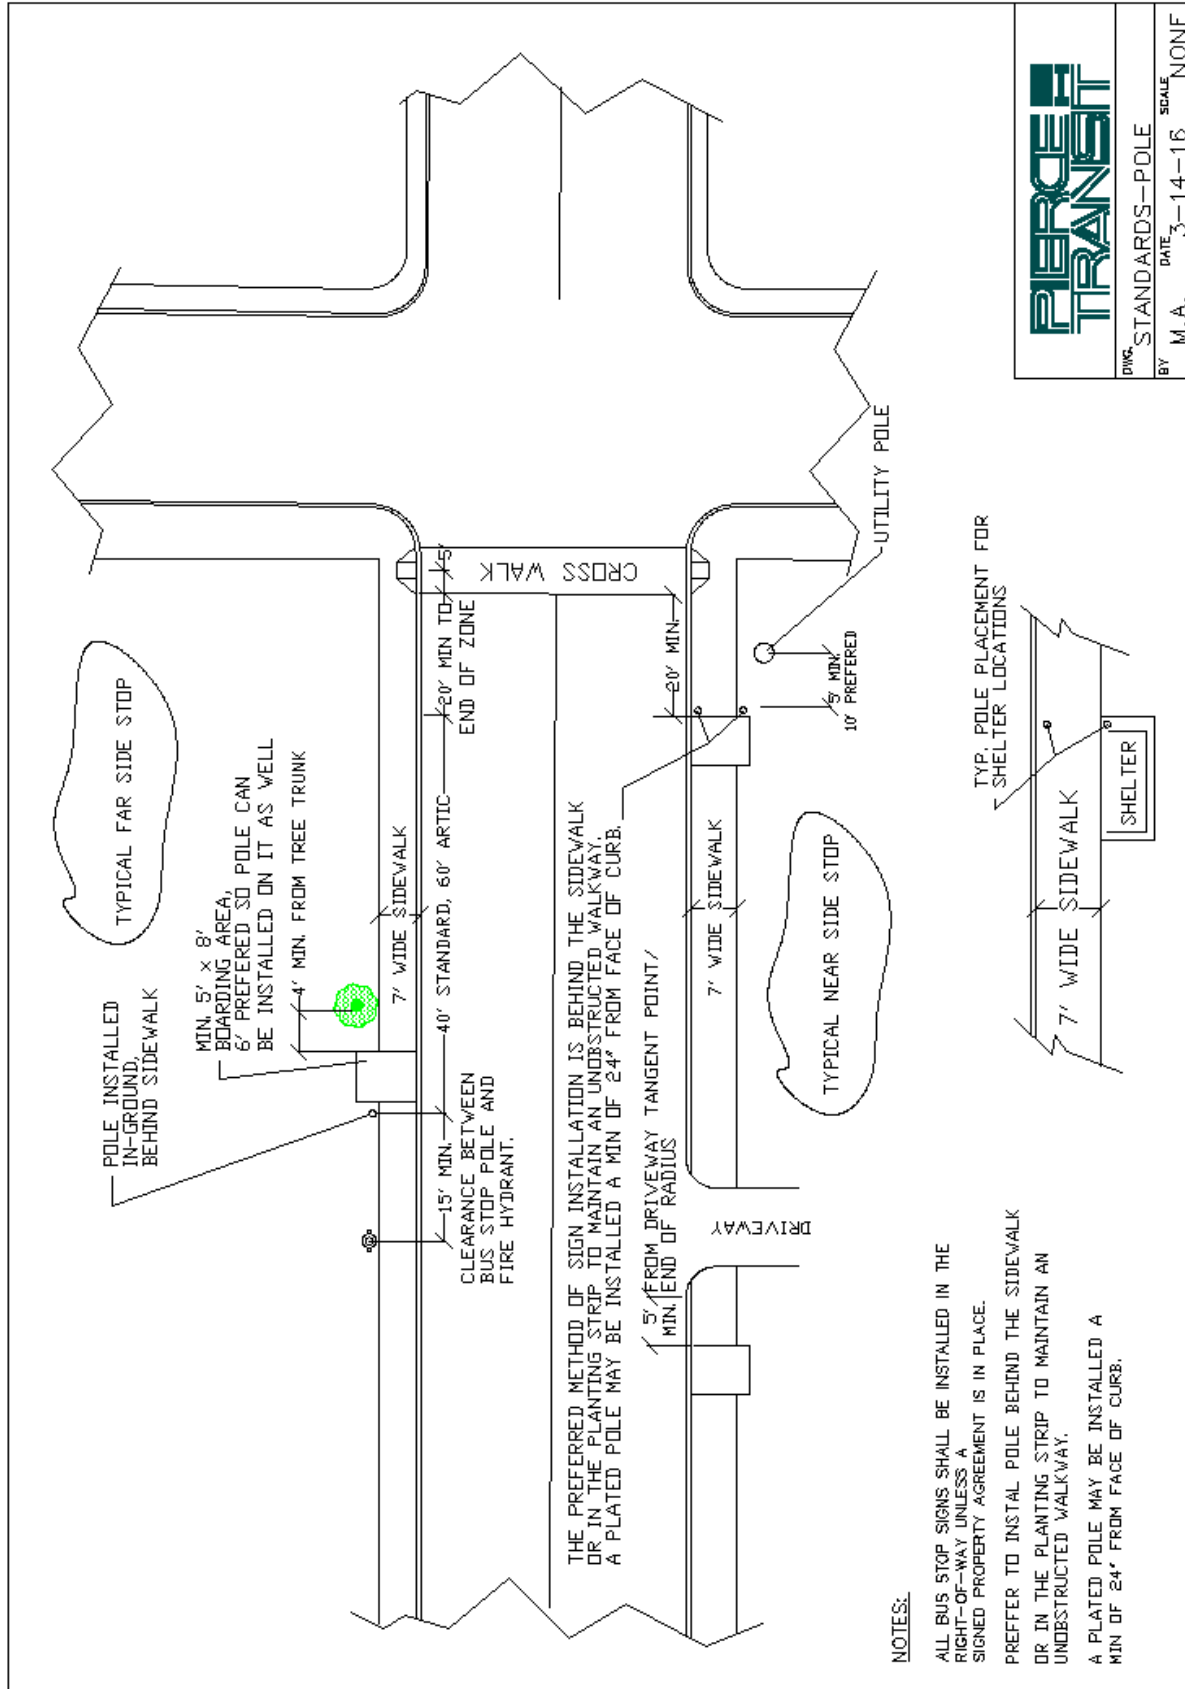 TYPICAL FAR SIDE STOP
POLE INSTALLED
IN-GROUND,
BEHIND SIDEWALK
MIN. 5' x 8'
BOARDING AREA,
6' PREFERED SO POLE CAN
BE INSTALLED ON IT AS WELL
4' MIN. FROM TREE TRUNK
7' WIDE SIDEWALK
15' MIN.
40' STANDARD, 60' ARTIC
20' MIN TO
END OF ZONE
5'
CLEARANCE BETWEEN
BUS STOP POLE AND
FIRE HYDRANT.
CROSS WALK
THE PREFERRED METHOD OF SIGN INSTALLATION IS BEHIND THE SIDEWALK
OR IN THE PLANTING STRIP TO MAINTAIN AN UNOBSTRUCTED WALKWAY.
A PLATED POLE MAY BE INSTALLED A MIN OF 24" FROM FACE OF CURB.
5'
MIN.
FROM DRIVEWAY TANGENT POINT/
END OF RADIUS
20' MIN.
7' WIDE SIDEWALK
DRIVEWAY
5' MIN.
10' PREFERED
UTILITY POLE
TYPICAL NEAR SIDE STOP
NOTES:
ALL BUS STOP SIGNS SHALL BE INSTALLED IN THE
RIGHT-OF-WAY UNLESS A
SIGNED PROPERTY AGREEMENT IS IN PLACE.
PREFFER TO INSTAL POLE BEHIND THE SIDEWALK
OR IN THE PLANTING STRIP TO MAINTAIN AN
UNOBSTRUCTED WALKWAY.
A PLATED POLE MAY BE INSTALLED A
MIN OF 24" FROM FACE OF CURB.
TYP. POLE PLACEMENT FOR
SHELTER LOCATIONS
7' WIDE SIDEWALK
SHELTER
PIERCE
TRANSIT
DWG. STANDARDS-POLE
BY M.A. DATE 3-14-16 SCALE NONE